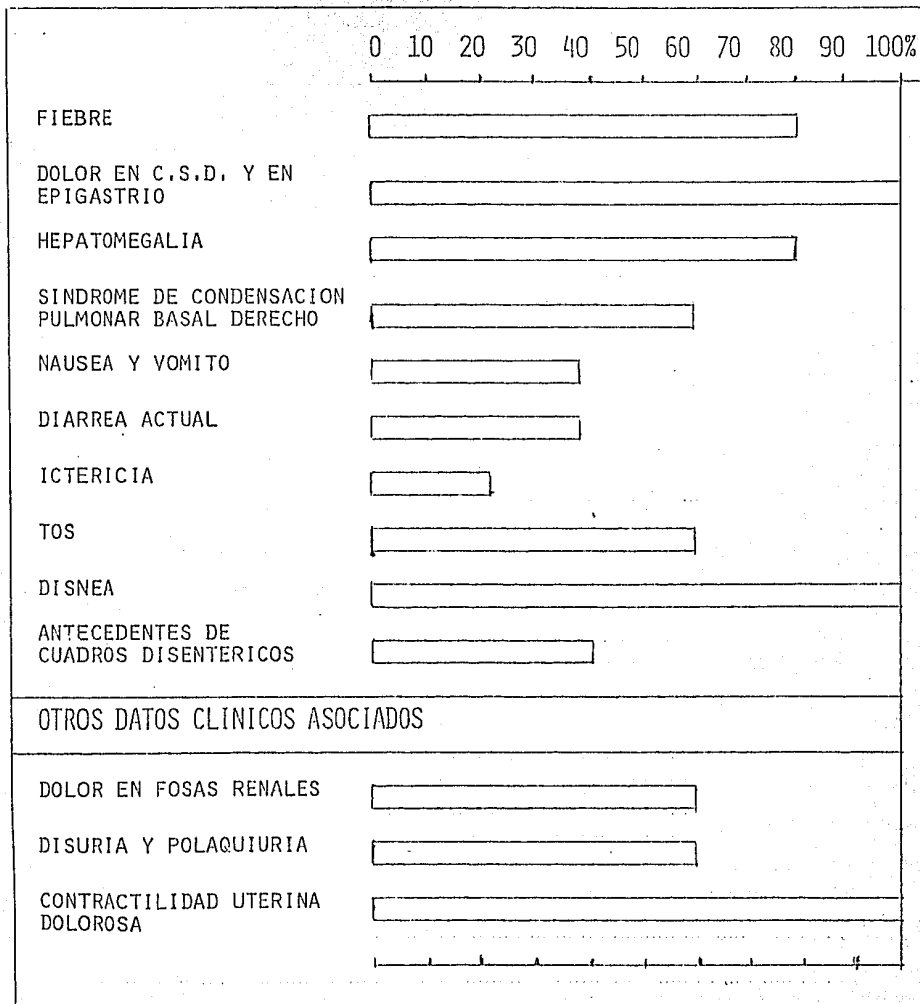 0 10 20 30 40 50 60 70 80 90 100%
FIEBRE
DOLOR EN C.S.D. Y EN
EPIGASTRIO
HEPATOMEGALIA
SINDROME DE CONDENSACION
PULMONAR BASAL DERECHO
NAUSEA Y VOMITO
DIARREA ACTUAL
ICTERICIA
TOS
DISNEA
ANTECEDENTES DE
CUADROS DISENTERICOS
OTROS DATOS CLINICOS ASOCIADOS
DOLOR EN FOSAS RENALES
DISURIA Y POLAQUIURIA
CONTRACTILIDAD UTERINA
DOLOROSA